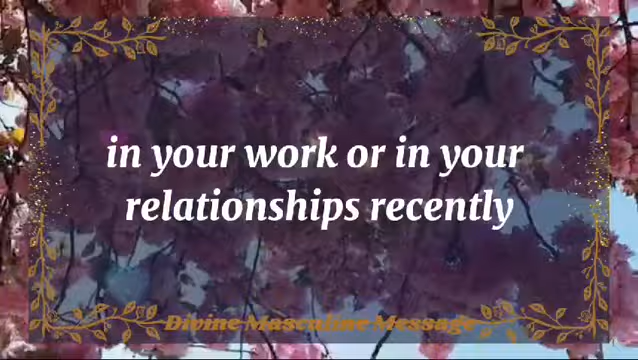 in your work or in your
relationships recently
Divine Masculine Message